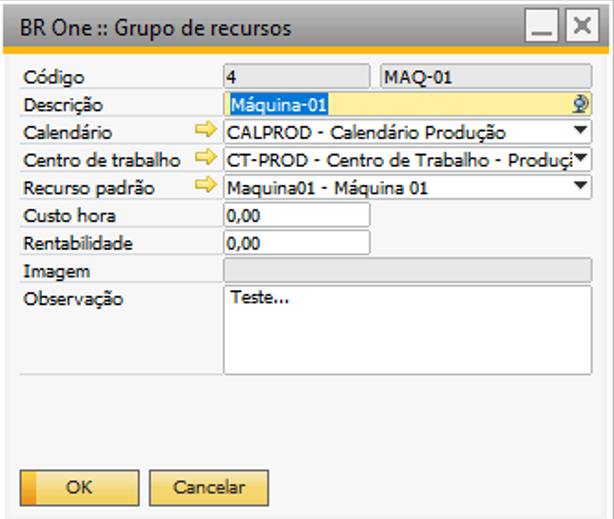 BR One :: Grupo de recursos
Código 4 MAQ-01
Descrição Máquina-01
Calendário CALPROD - Calendário Produção
Centro de trabalho CT-PROD - Centro de Trabalho - Produçi
Recurso padrão Maquina01 - Máquina 01
Custo hora 0,00
Rentabilidade 0,00
Imagem
Observação Teste...
OK Cancelar